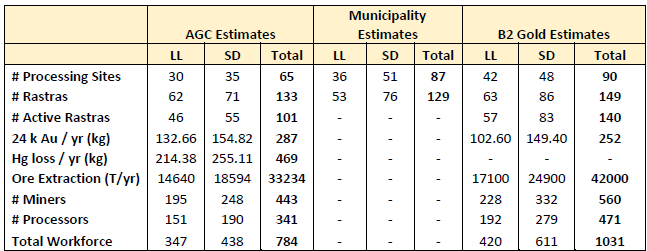 AGC Estimates Municipality Estimates B2 Gold Estimates
LL SD Total LL SD Total LL SD Total
# Processing Sites 30 35 65 36 51 87 42 48 90
# Rastras 62 71 133 53 76 129 63 86 149
# Active Rastras 46 55 101 - - - 57 83 140
24 k Au / yr (kg) 132.66 154.82 287 - - - 102.60 149.40 252
Hg loss / yr (kg) 214.38 255.11 469 - - - - - -
Ore Extraction (T/yr) 14640 18594 33234 - - - 17100 24900 42000
# Miners 195 248 443 - - - 228 332 560
# Processors 151 190 341 - - - 192 279 471
Total Workforce 347 438 784 - - - 420 611 1031